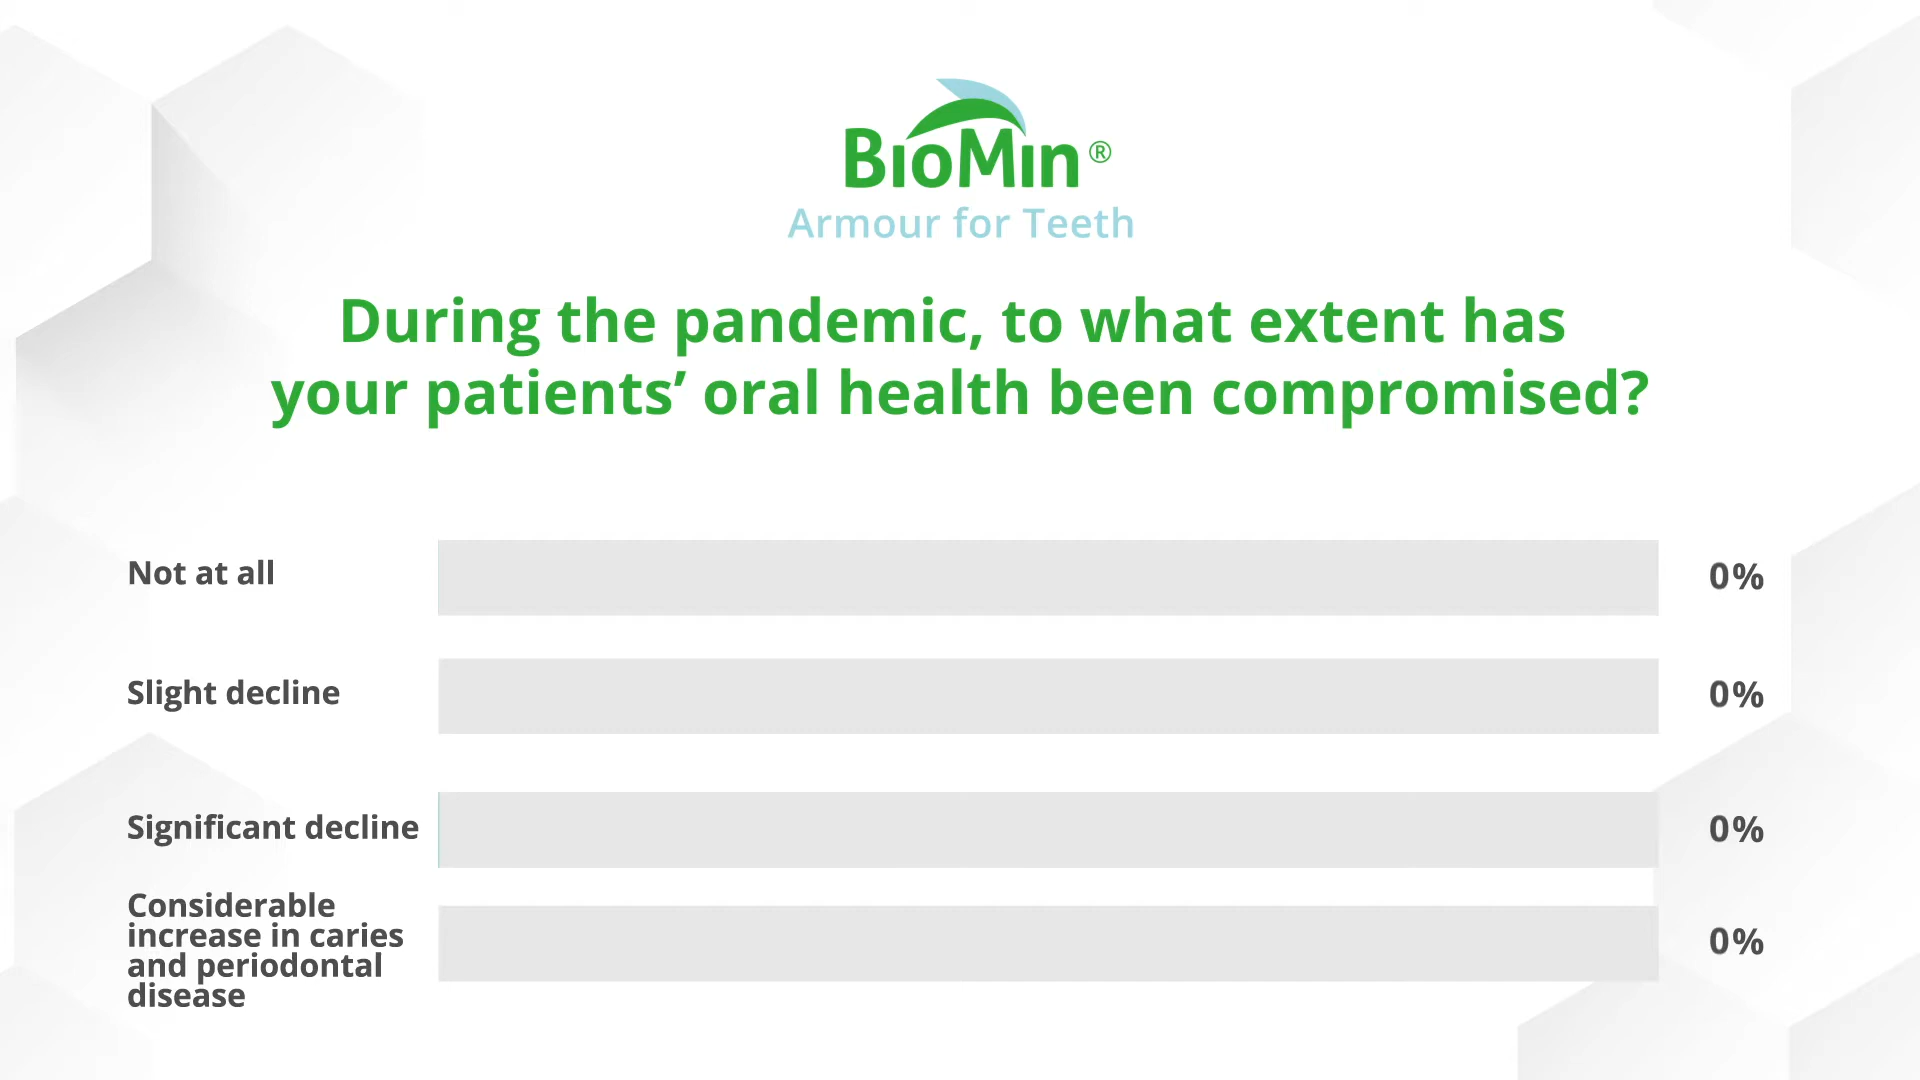 BioMin®
Armour for Teeth
During the pandemic, to what extent has
your patients’ oral health been compromised?
Not at all 0%
Slight decline 0%
Significant decline 0%
Considerable
increase in caries
and periodontal
disease
0%